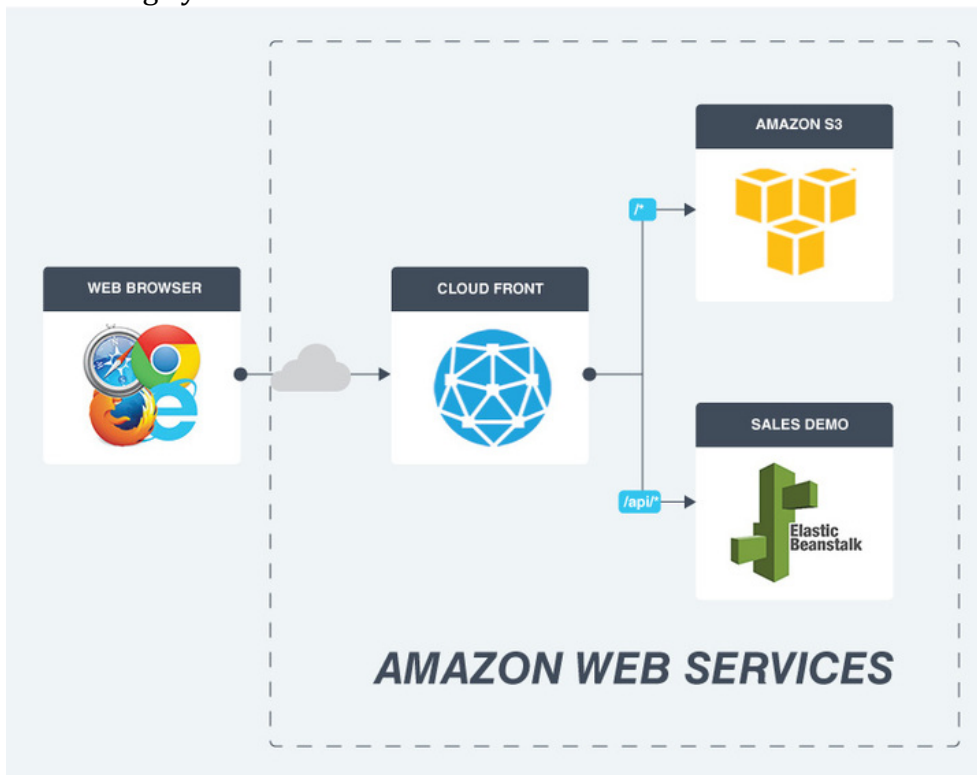 AMAZON S3
/*
WEB BROWSER
CLOUD FRONT
SALES DEMO
/api/*
Elastic
Beanstalk
AMAZON WEB SERVICES